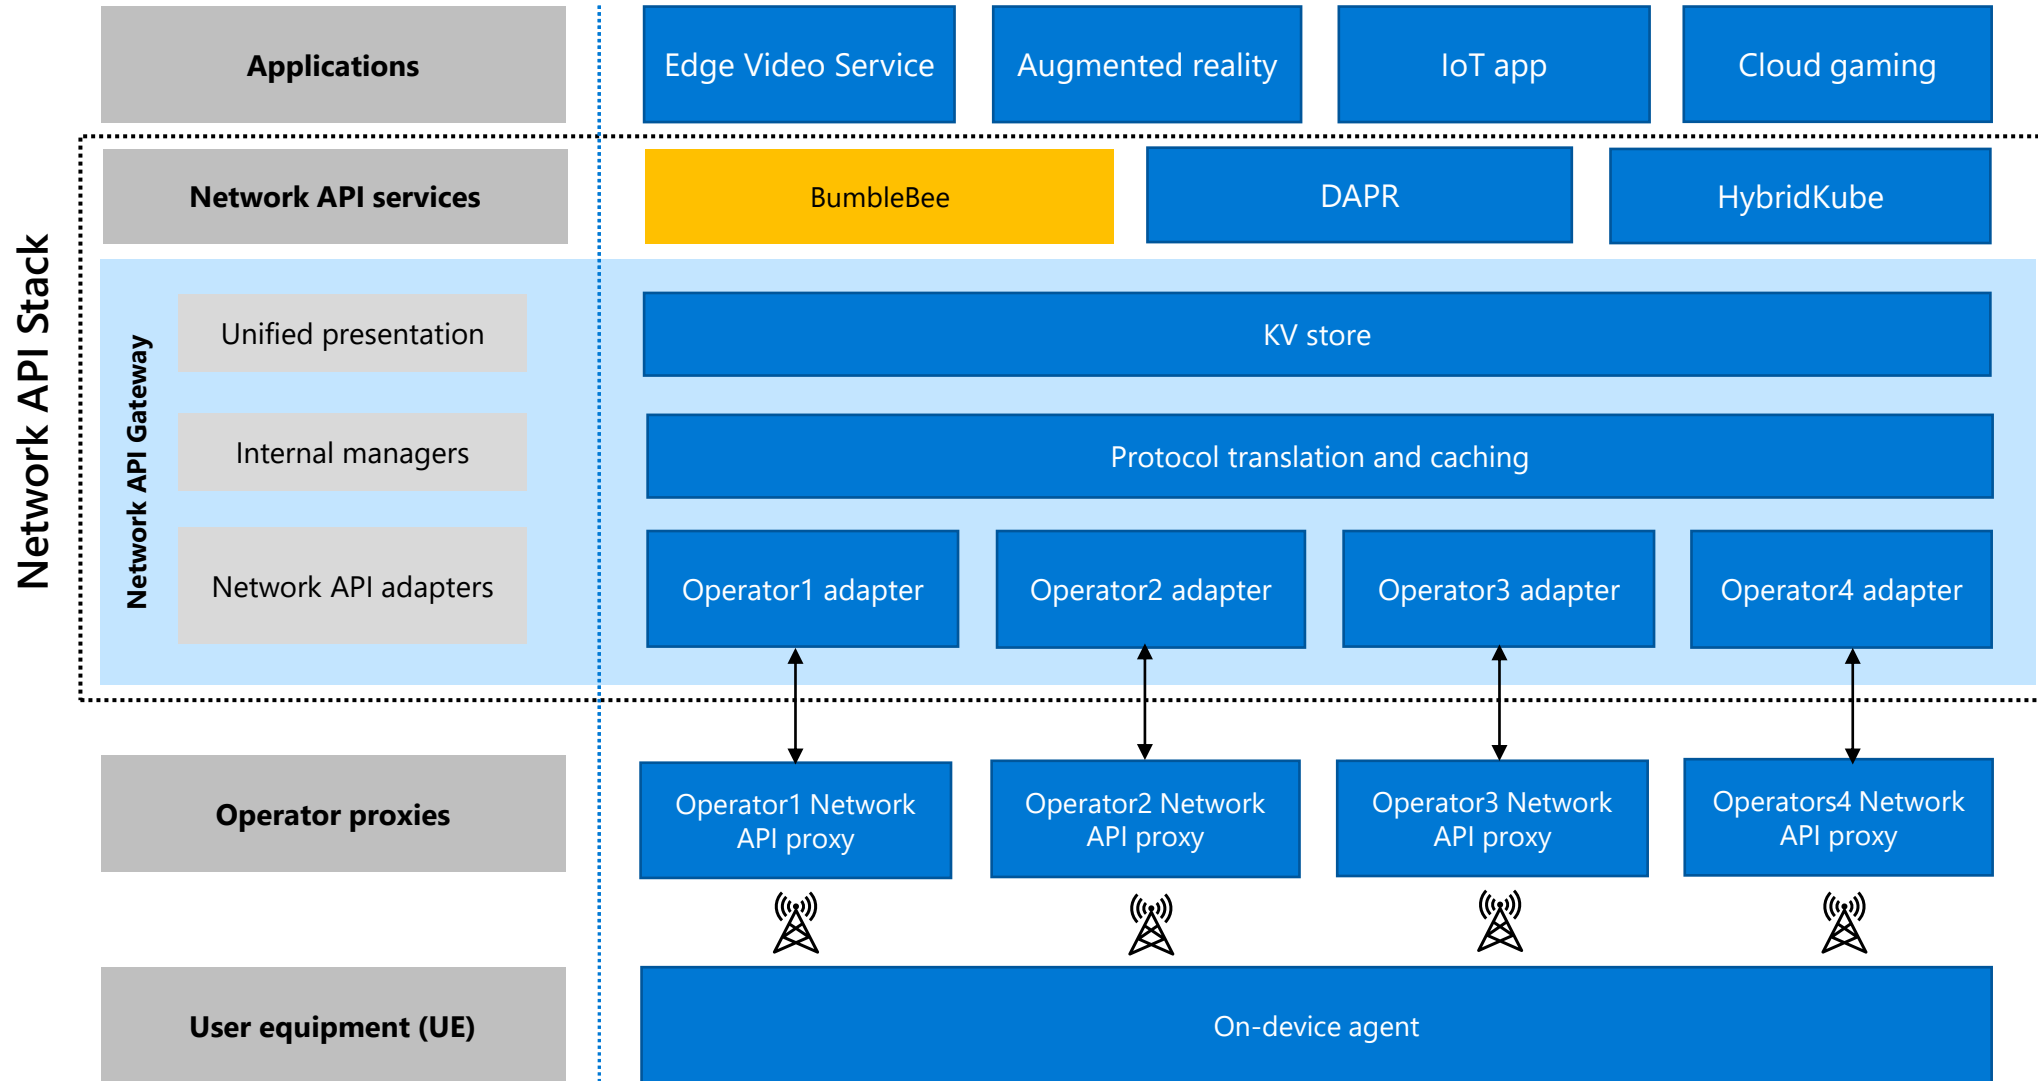 Applications
Edge Video Service
Augmented reality
IoT app
Cloud gaming
Network API Stack
Network API services
BumbleBee
DAPR
HybridKube
Network API Gateway
Unified presentation
KV store
Internal managers
Protocol translation and caching
Network API adapters
Operator1 adapter
Operator2 adapter
Operator3 adapter
Operator4 adapter
Operator proxies
Operator1 Network
API proxy
Operator2 Network
API proxy
Operator3 Network
API proxy
Operators4 Network
API proxy
User equipment (UE)
On-device agent